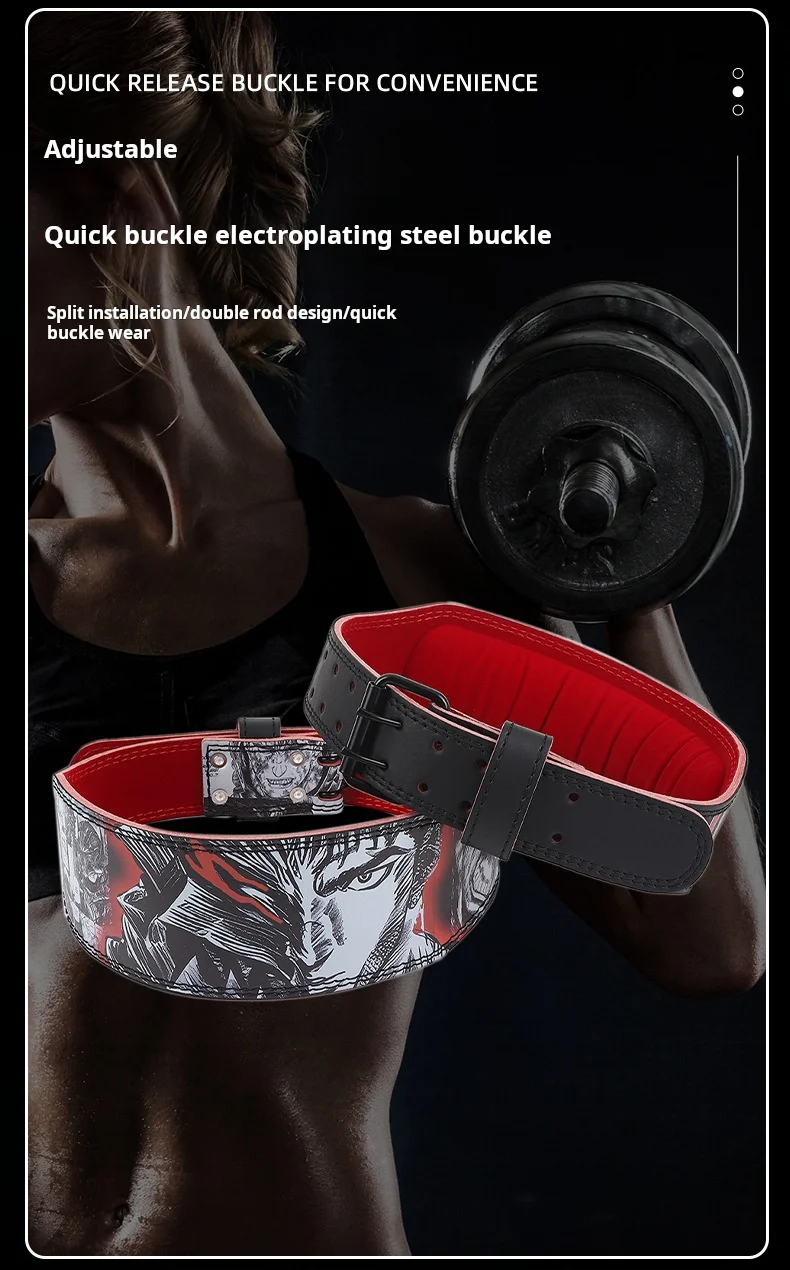 QUICK RELEASE BUCKLE FOR CONVENIENCE
Adjustable
Quick buckle electroplating steel buckle
Split installation/double rod design/quick
buckle wear